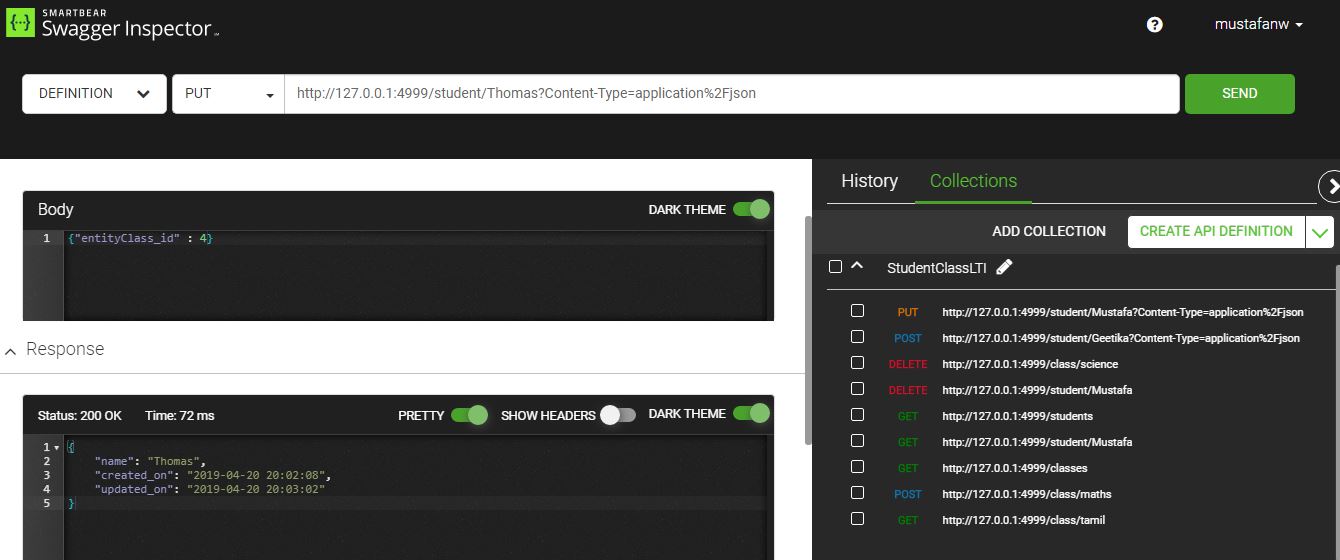 SMARTBEAR
Swagger Inspector
mustafanw
DEFINITION PUT http://127.0.0.1:4999/student/Thomas?Content-Type=application%2Fjson SEND
Body DARK THEME
1 {"entityClass_id" : 4}
Response
Status: 200 OK Time: 72 ms PRETTY SHOW HEADERS DARK THEME
1 {
2 "name": "Thomas",
3 "created_on": "2019-04-20 20:02:08",
4 "updated_on": "2019-04-20 20:03:02"
5 }
History Collections
ADD COLLECTION CREATE API DEFINITION
StudentClassLTI
PUT http://127.0.0.1:4999/student/Mustafa?Content-Type=application%2Fjson
POST http://127.0.0.1:4999/student/Geetika?Content-Type=application%2Fjson
DELETE http://127.0.0.1:4999/class/science
DELETE http://127.0.0.1:4999/student/Mustafa
GET http://127.0.0.1:4999/students
GET http://127.0.0.1:4999/student/Mustafa
GET http://127.0.0.1:4999/classes
POST http://127.0.0.1:4999/class/maths
GET http://127.0.0.1:4999/class/tamil